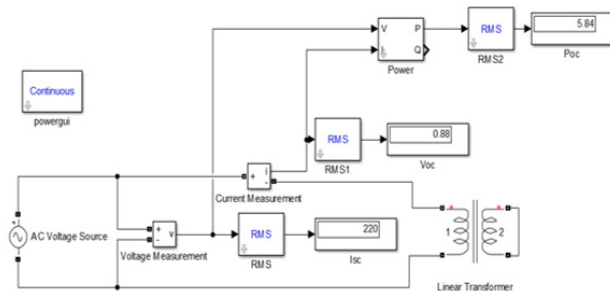 5.84
V
P
RMS
I
Q
RMS2
Poc
Power
Continuous
powergui
RMS
0.88
RMS1
Voc
+
i
-
Current Measurement
AC Voltage Source
+
-
v
Voltage Measurement
RMS
RMS
220
Isc
1
2
Linear Transformer